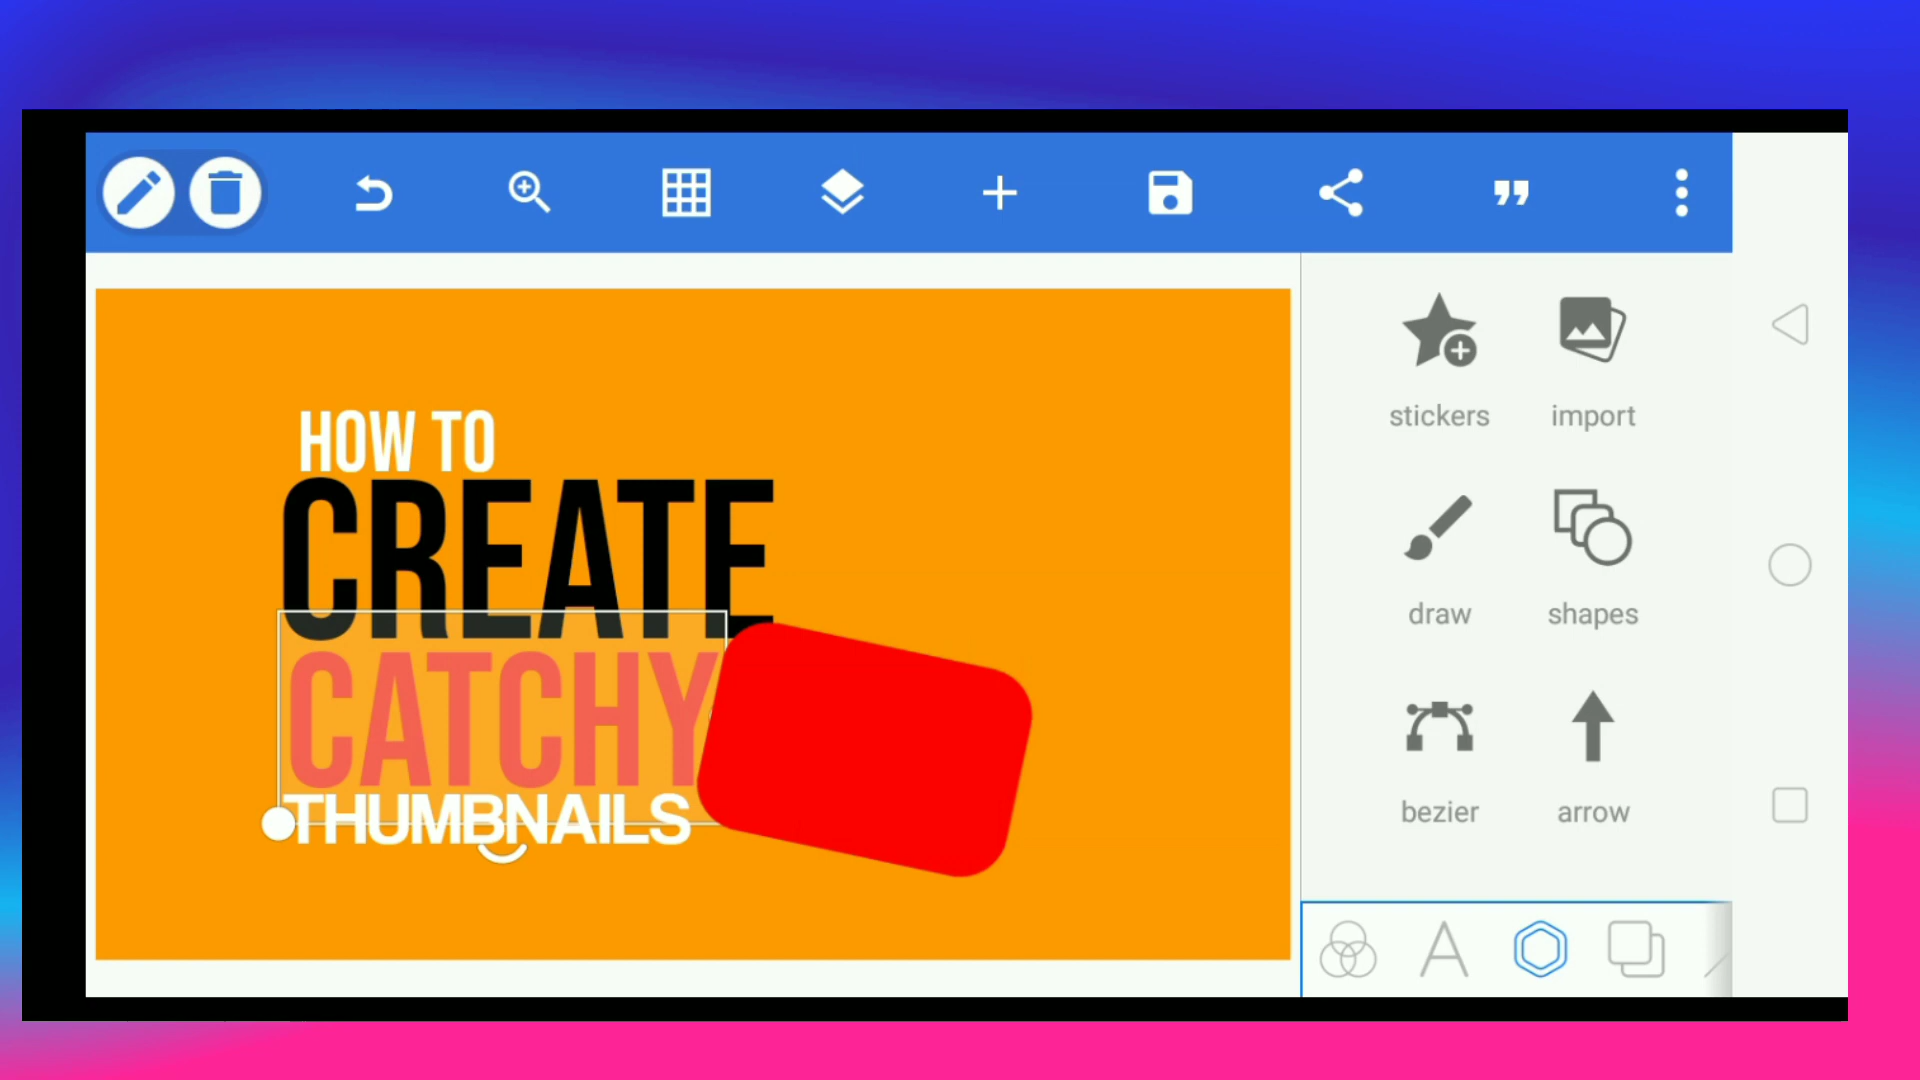 HOW TO
CREATE
CATCHY
THUMBNAILS
stickers
import
draw
shapes
bezier
arrow